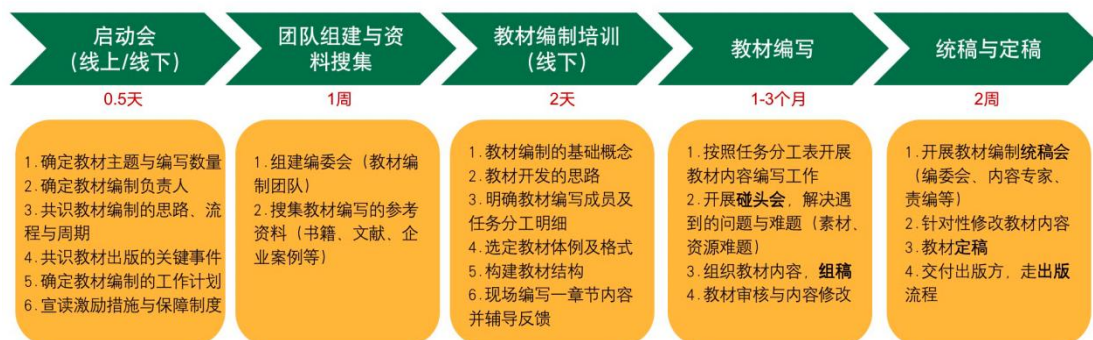 启动会
(线上/线下)
团队组建与资
料搜集
教材编制培训
(线下)
教材编写
统稿与定稿
0.5天
1周
2天
1-3个月
2周
1.确定教材主题与编写数量
2.确定教材编制负责人
3.共识教材编制的思路、流
程与周期
4.共识教材出版的关键事件
5.确定教材编制的工作计划
6.宣读激励措施与保障制度
1.组建编委会（教材编
制团队）
2.搜集教材编写的参考
资料（书籍、文献、企
业案例等）
1.教材编制的基础概念
2.教材开发的思路
3.明确教材编写成员及
任务分工明细
4.选定教材体例及格式
5.构建教材结构
6.现场编写一章节内容
并辅导反馈
1.按照任务分工表开展
教材内容编写工作
2.开展碰头会，解决遇
到的问题与难题（素材、
资源难题）
3.组织教材内容，组稿
4.教材审核与内容修改
1.开展教材编制统稿会
（编委会、内容专家、
责编等）
2.针对性修改教材内容
3.教材定稿
4.交付出版方，走出版
流程